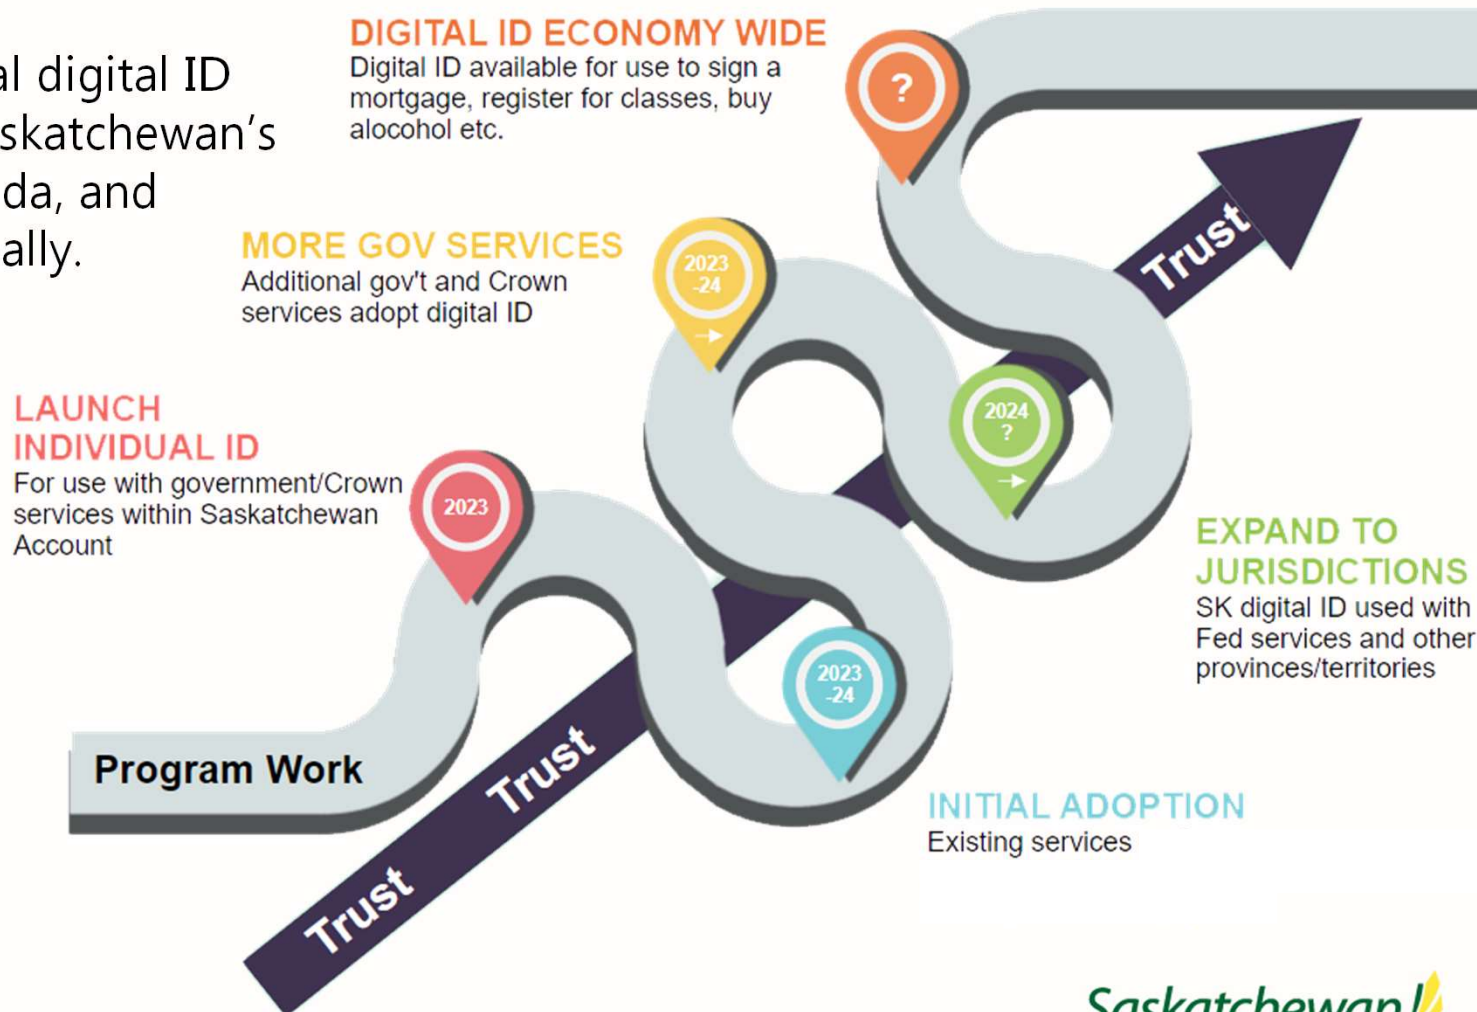 al digital ID
skatchewan's
da, and
ally.
DIGITAL ID ECONOMY WIDE
Digital ID available for use to sign a
mortgage, register for classes, buy
alocohol etc.
?
MORE GOV SERVICES
Additional gov't and Crown
services adopt digital ID
2023
-24
LAUNCH
INDIVIDUAL ID
For use with government/Crown
services within Saskatchewan
Account
2023
2024
?
EXPAND TO
JURISDICTIONS
SK digital ID used with
Fed services and other
provinces/territories
2023
-24
INITIAL ADOPTION
Existing services
Program Work
Trust
Trust
Trust
Saskatchewan